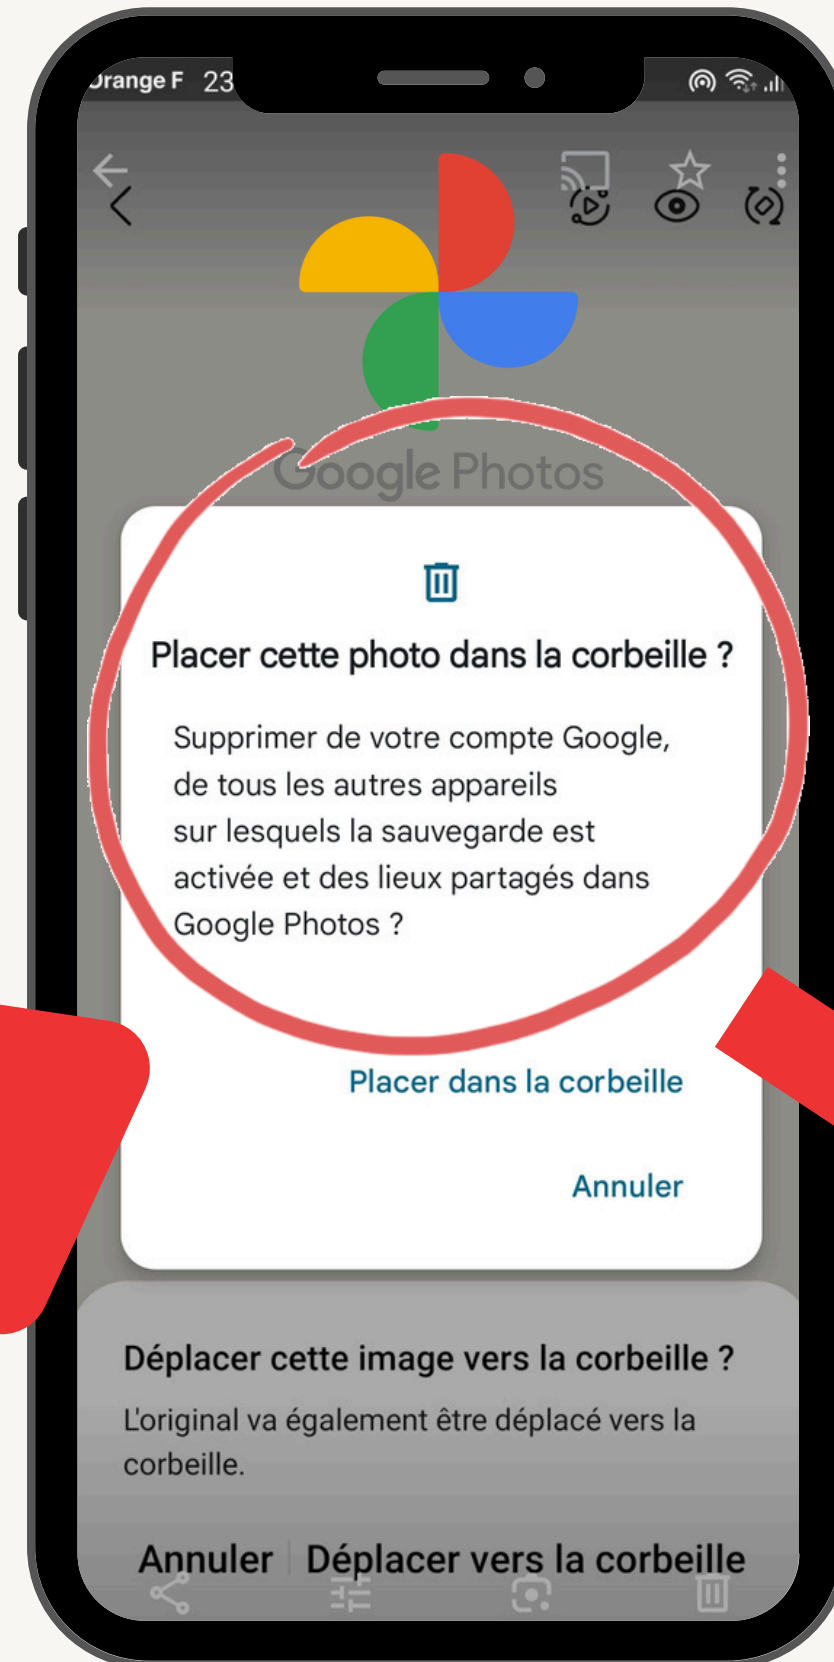 Orange F 23
Google Photos
Placer cette photo dans la corbeille ?
Supprimer de votre compte Google,
de tous les autres appareils
sur lesquels la sauvegarde est
activée et des lieux partagés dans
Google Photos ?
Placer dans la corbeille
Annuler
Déplacer cette image vers la corbeille ?
L'original va également être déplacé vers la
corbeille.
Annuler Déplacer vers la corbeille